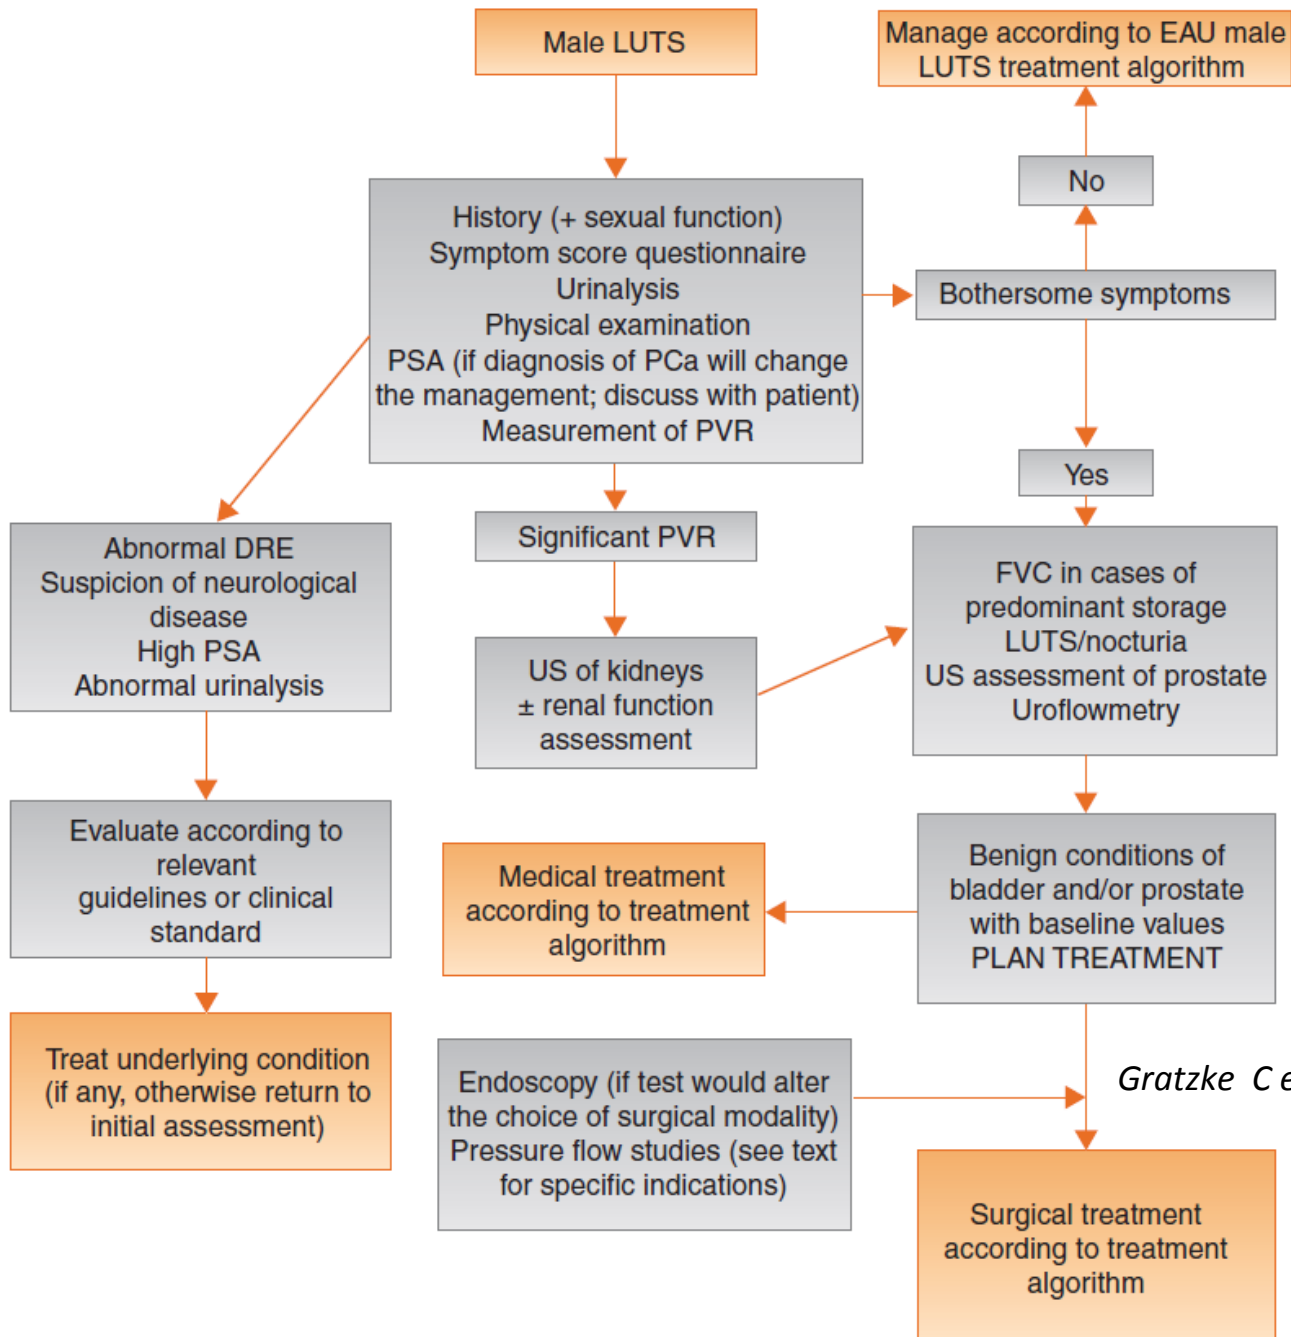 Male LUTS
Manage according to EAU male
LUTS treatment algorithm
No
History (+ sexual function)
Symptom score questionnaire
Urinalysis
Physical examination
PSA (if diagnosis of PCa will change
the management; discuss with patient)
Measurement of PVR
Bothersome symptoms
Yes
Abnormal DRE
Suspicion of neurological
disease
High PSA
Abnormal urinalysis
Significant PVR
US of kidneys
± renal function
assessment
FVC in cases of
predominant storage
LUTS/nocturia
US assessment of prostate
Uroflowmetry
Evaluate according to
relevant
guidelines or clinical
standard
Medical treatment
according to treatment
algorithm
Benign conditions of
bladder and/or prostate
with baseline values
PLAN TREATMENT
Treat underlying condition
(if any, otherwise return to
initial assessment)
Endoscopy (if test would alter
the choice of surgical modality)
Pressure flow studies (see text
for specific indications)
Gratzke C e
Surgical treatment
according to treatment
algorithm